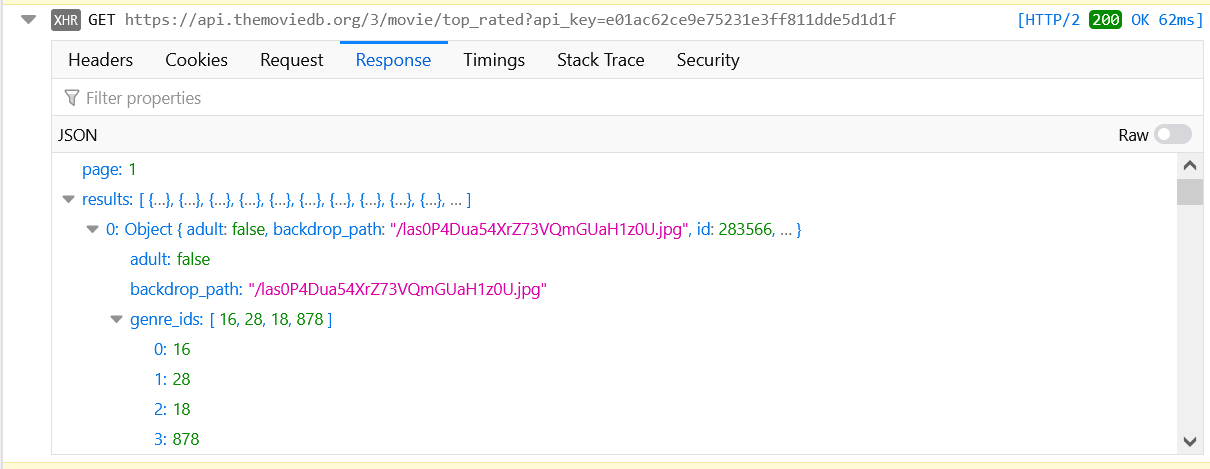 XHR GET https://api.themoviedb.org/3/movie/top_rated?api_key=e01ac62ce9e75231e3ff811dde5d1d1f [HTTP/2 200 OK 62ms]
Headers Cookies Request Response Timings Stack Trace Security
Filter properties
JSON Raw
page: 1
results: [ {…}, {…}, {…}, {…}, {…}, {…}, {…}, {…}, {…}, {…}, … ]
0: Object { adult: false, backdrop_path: "/las0P4Dua54XrZ73VQmGUaH1z0U.jpg", id: 283566, … }
adult: false
backdrop_path: "/las0P4Dua54XrZ73VQmGUaH1z0U.jpg"
genre_ids: [ 16, 28, 18, 878 ]
0: 16
1: 28
2: 18
3: 878